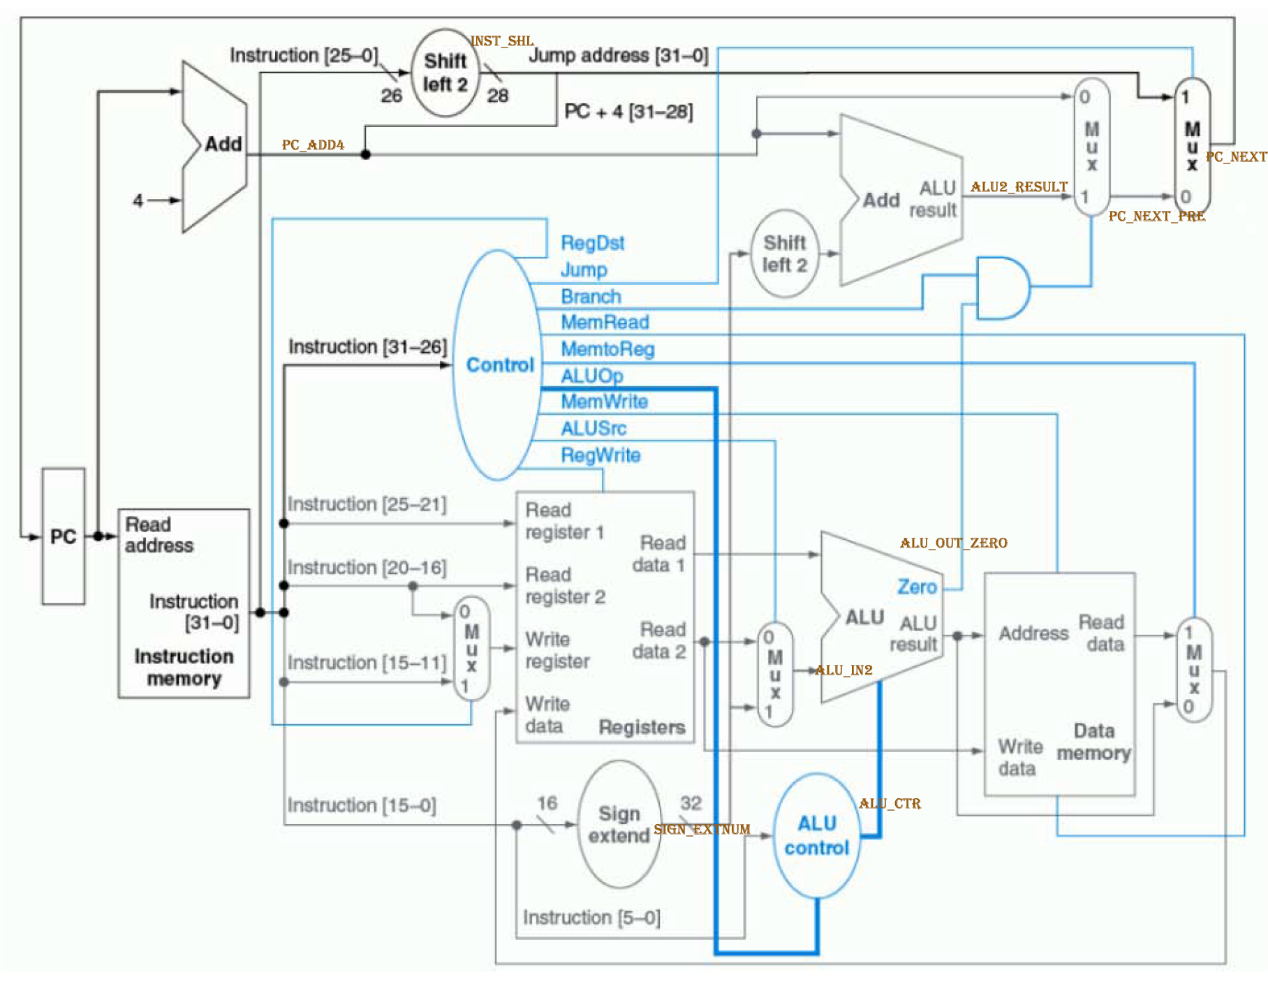 INST_SHL
Instruction [25–0]
Shift
left 2
Jump address [31–0]
26
28
PC + 4 [31–28]
Add
PC_ADD4
4
0
M
u
x
1
1
M
u
x
0
PC_NEXT
PC_NEXT_PRE
Add
ALU
result
ALU2_RESULT
Shift
left 2
RegDst
Jump
Branch
MemRead
MemtoReg
ALUOp
MemWrite
ALUSrc
RegWrite
Instruction [31–26]
Control
PC
Read
address
Instruction
[31–0]
Instruction
memory
Instruction [25–21]
Instruction [20–16]
Instruction [15–11]
0
M
u
x
1
Read
register 1
Read
register 2
Write
register
Write
data
Read
data 1
Read
data 2
Registers
0
M
u
x
1
ALU_IN2
ALU_OUT_ZERO
Zero
ALU
ALU
result
Address
Read
data
Write
data
Data
memory
1
M
u
x
0
Instruction [15–0]
16
Sign
extend
32
SIGN_EXTNUM
ALU
control
ALU_CTR
Instruction [5–0]